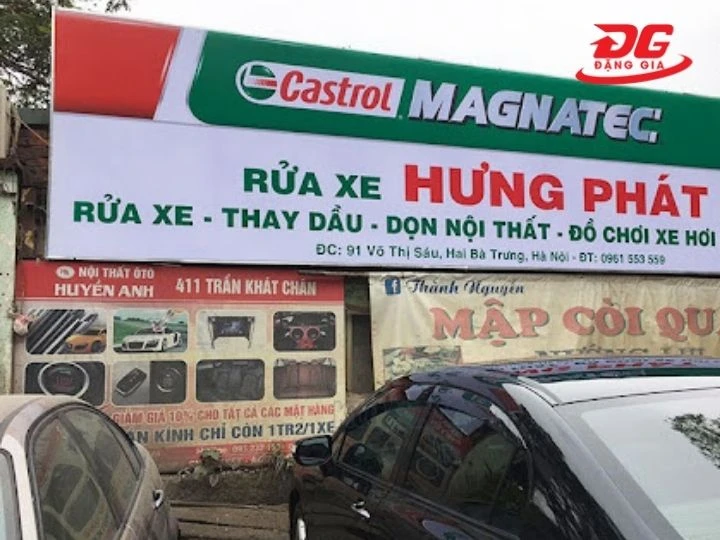 ĐG
ĐẶNG GIA
Castrol MAGNATEC
RỬA XE HƯNG PHÁT
RỬA XE - THAY DẦU - DỌN NỘI THẤT - ĐỒ CHƠI XE HƠI
ĐC: 91 Võ Thị Sáu, Hai Bà Trưng, Hà Nội - ĐT: 0961 553 559
NỘI THẤT ÔTÔ
HUYỀN ANH
411 TRẦN KHÁT CHÂN
GIẢM GIÁ 10% CHO TẤT CẢ CÁC MẶT HÀNG
KÍNH CHỈ CÒN 1TR2/1XE
f Thành Nguyên
MẬP CÒI